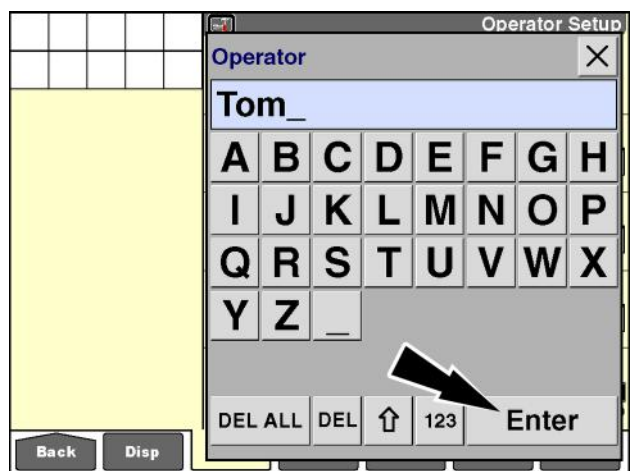 Operator Setup
Operator
Tom_
A B C D E F G H
I J K L M N O P
Q R S T U V W X
Y Z _
DEL ALL DEL 123 Enter
Back Disp